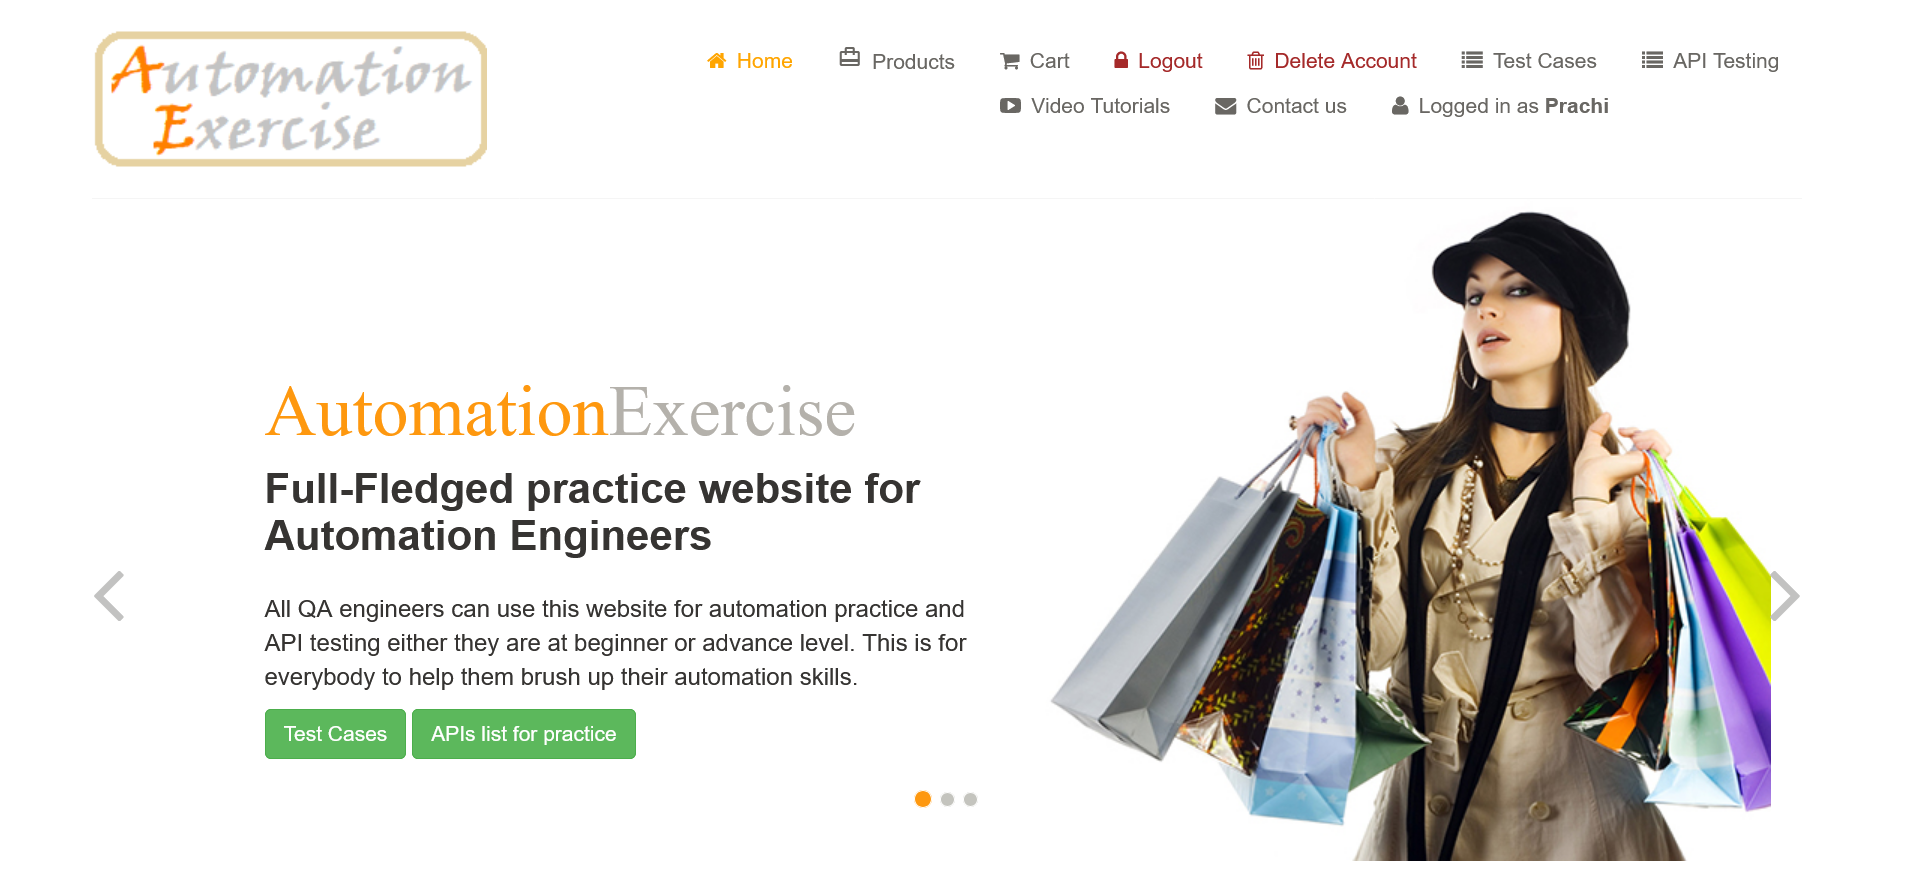 Automation
Exercise
Home Products Cart Logout Delete Account Test Cases API Testing
Video Tutorials Contact us Logged in as Prachi
AutomationExercise
Full-Fledged practice website for
Automation Engineers
All QA engineers can use this website for automation practice and
API testing either they are at beginner or advance level. This is for
everybody to help them brush up their automation skills.
Test Cases APIs list for practice